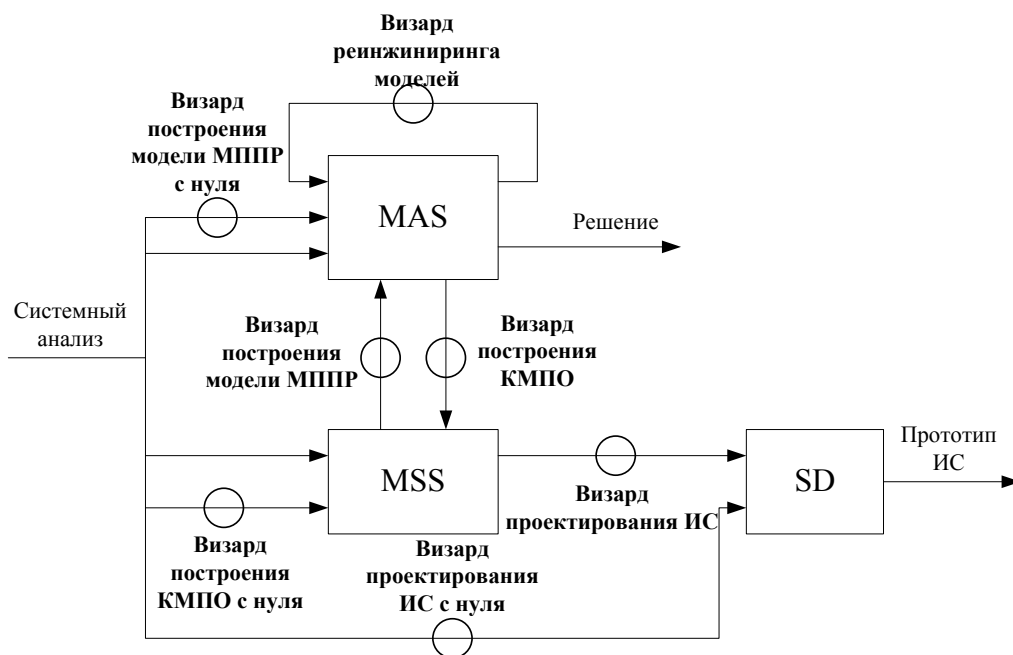 Визард
реинжиниринга
моделей
Визард
построения
модели МППР
с нуля
MAS
Решение
Системный
анализ
Визард
построения
модели МППР
Визард
построения
КМПО
MSS
SD
Прототип
ИС
Визард
проектирования ИС
Визард
построения
КМПО с нуля
Визард
проектирования
ИС с нуля